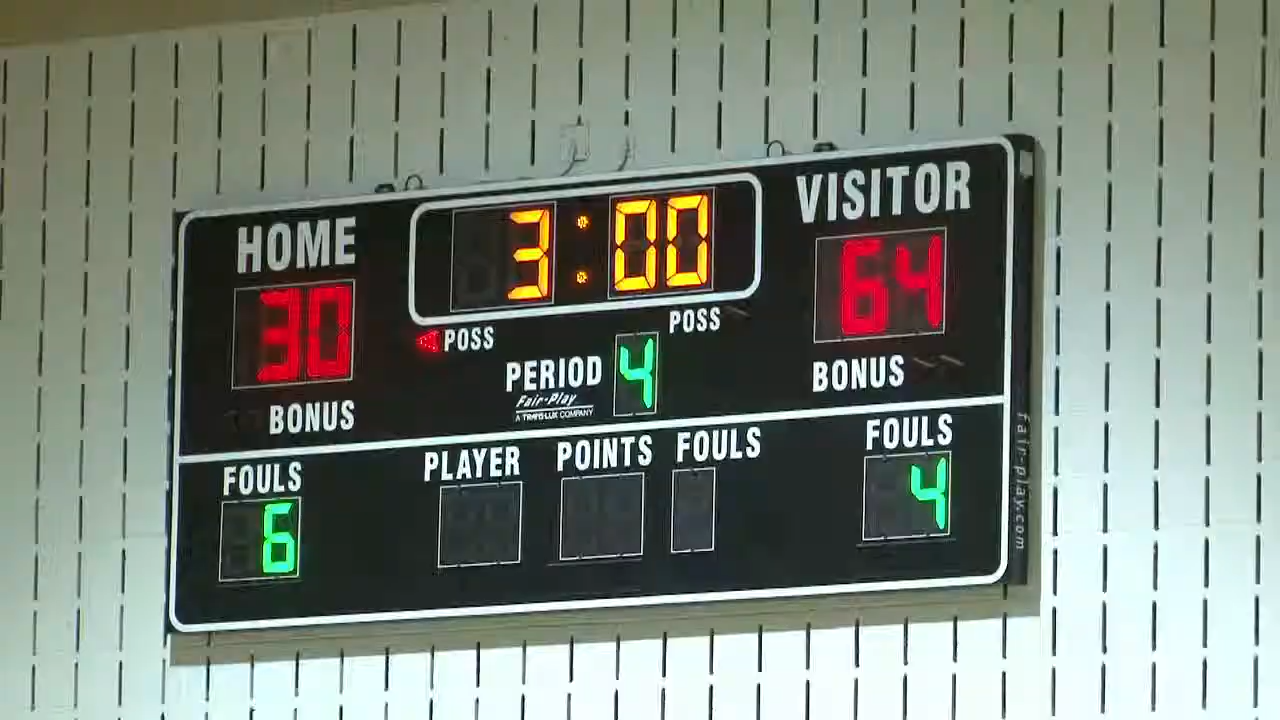 HOME
3:00
VISITOR
30
64
POSS
POSS
PERIOD 4
Fair-Play
A TRANS-LUX COMPANY
BONUS
BONUS
FOULS
PLAYER
POINTS
FOULS
FOULS
6
4
fair-play.com